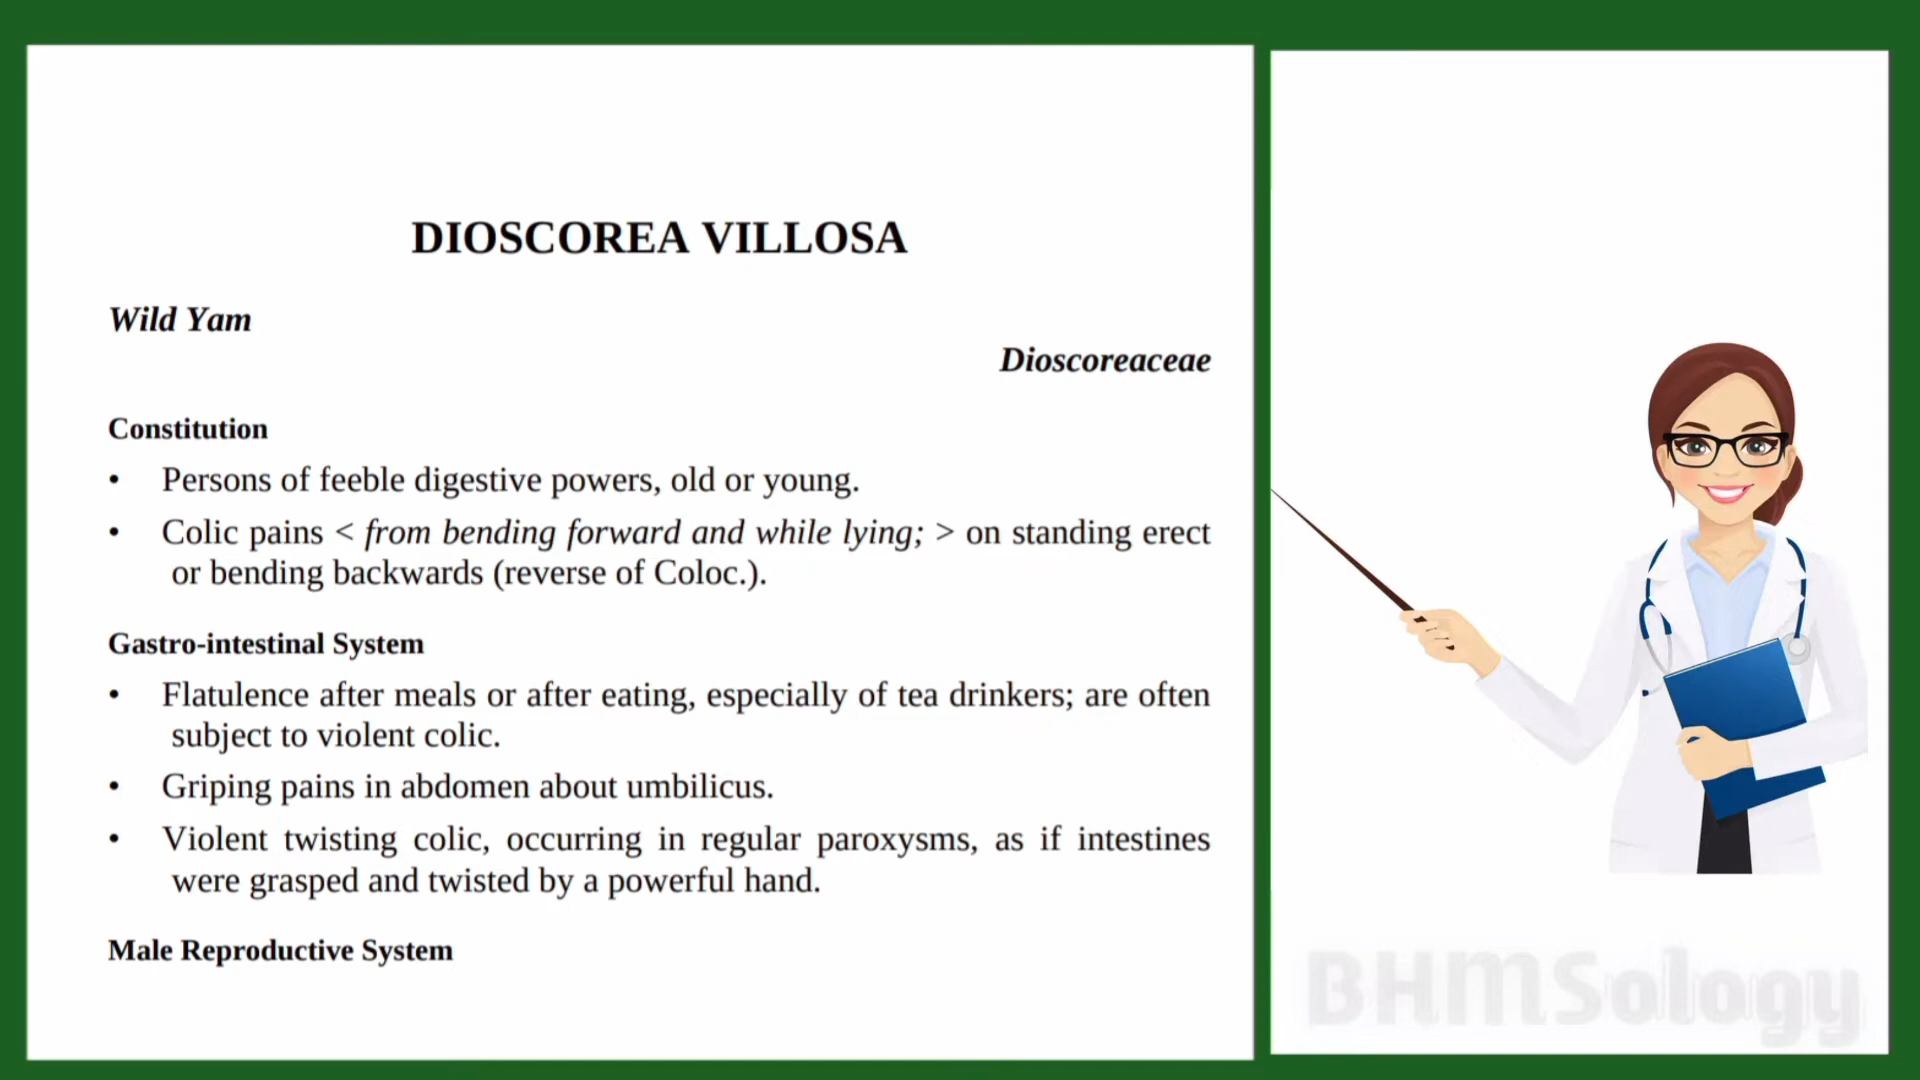 DIOSCOREA VILLOSA
Wild Yam
Dioscoreaceae
Constitution
• Persons of feeble digestive powers, old or young.
• Colic pains < from bending forward and while lying; > on standing erect
or bending backwards (reverse of Coloc.).
Gastro-intestinal System
• Flatulence after meals or after eating, especially of tea drinkers; are often
subject to violent colic.
• Griping pains in abdomen about umbilicus.
• Violent twisting colic, occurring in regular paroxysms, as if intestines
were grasped and twisted by a powerful hand.
Male Reproductive System
BHMSology